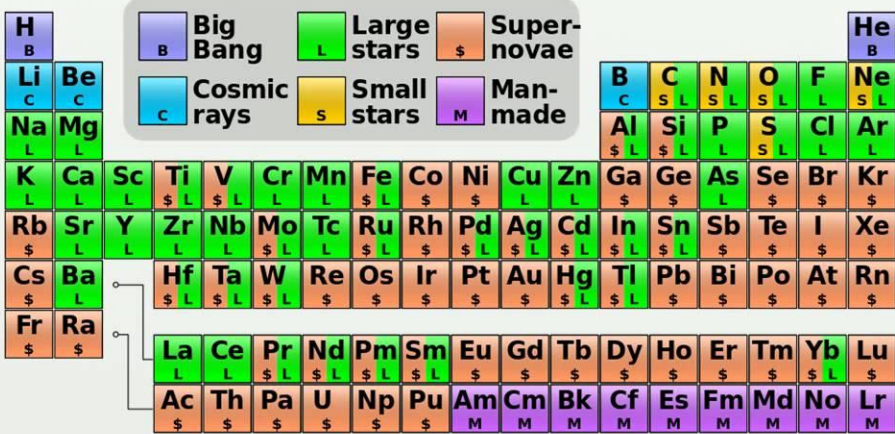 H Big Large Super- He
B B Bang L stars $ novae B
Li Be Cosmic Small Man- B C N O F Ne
C C C rays S stars M made C S L S L S L L S L
Na Mg Al Si P S Cl Ar
L L $ L $ L L S L L L
K Ca Sc Ti V Cr Mn Fe Co Ni Cu Zn Ga Ge As Se Br Kr
L L L $ L $ L L L $ L $ $ L L $ $ L $ $ $
Rb Sr Y Zr Nb Mo Tc Ru Rh Pd Ag Cd In Sn Sb Te I Xe
$ L L L L $ L L $ L $ $ L $ L $ L $ L $ L $ $ $ $
Cs Ba Hf Ta W Re Os Ir Pt Au Hg Tl Pb Bi Po At Rn
$ L $ L $ L $ L $ $ $ $ $ $ L $ L $ $ $ $ $
Fr Ra
$ $
La Ce Pr Nd Pm Sm Eu Gd Tb Dy Ho Er Tm Yb Lu
L L $ L $ L $ L $ L $ $ $ $ $ $ $ $ L $
Ac Th Pa U Np Pu Am Cm Bk Cf Es Fm Md No Lr
$ $ $ $ $ $ M M M M M M M M M